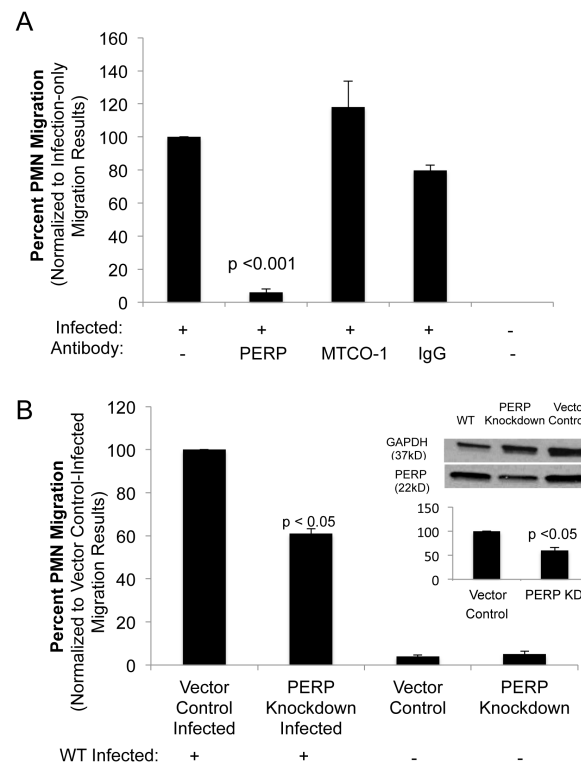 A
Percent PMN Migration
(Normalized to Infection-only
Migration Results)
160
140
120
100
80
60
40
20
0
p <0.001
Infected: + + + + -
Antibody: - PERP MTCO-1 IgG -
B
Percent PMN Migration
(Normalized to Vector Control-Infected
Migration Results)
120
100
80
60
40
20
0
p < 0.05
WT
PERP
Knockdown
GAPDH
(37kD)
PERP
(22kD)
150
100
50
0
p <0.05
Vector
Control
PERP KD
Vector
Control
Infected
PERP
Knockdown
Infected
Vector
Control
PERP
Knockdown
WT Infected: + + - -